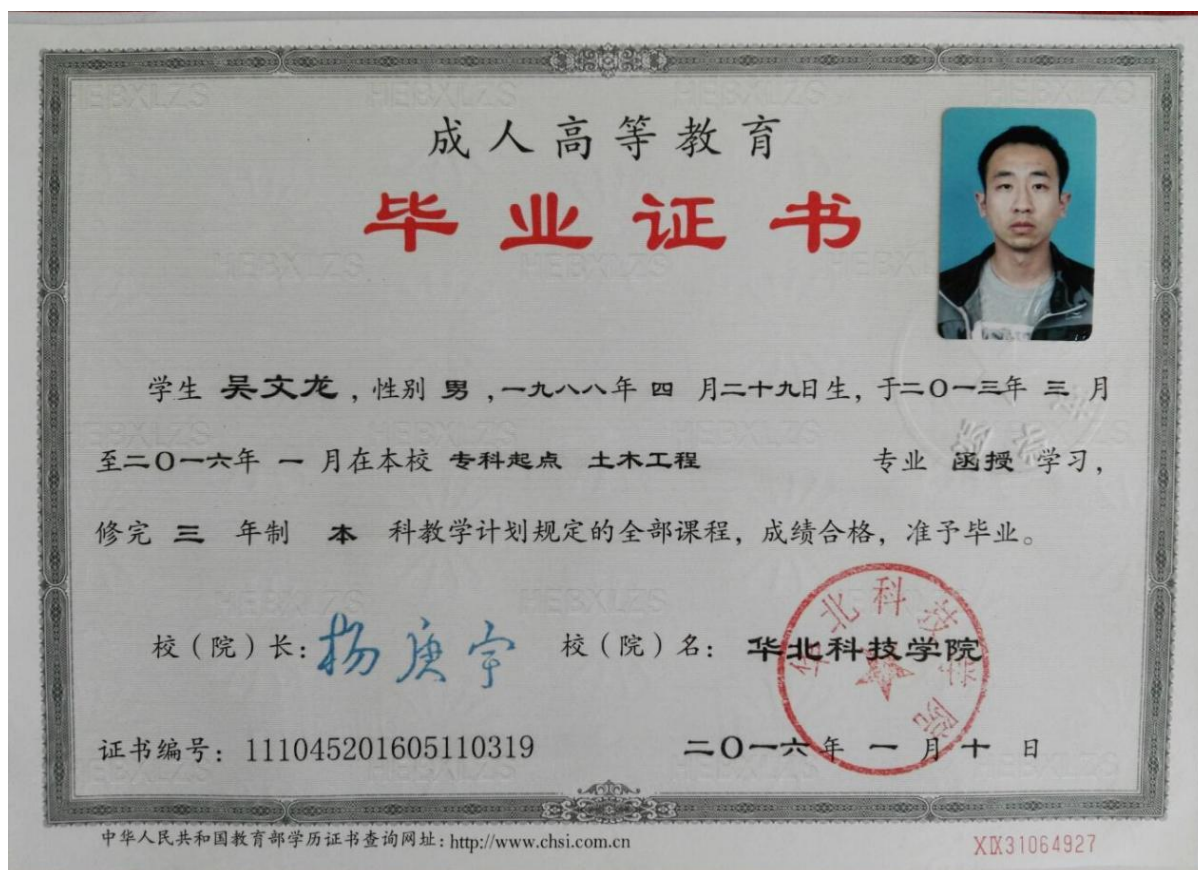 成人高等教育
毕业证书
学生 吴文龙 ，性别 男 ，一九八八年 四 月二十九日生，于二〇一三年 三 月
至二〇一六年 一 月在本校 专科起点 土木工程 专业 函授 学习，
修完 三 年制 本 科教学计划规定的全部课程，成绩合格，准予毕业。
校（院）长：杨庚宇 校（院）名：华北科技学院
华北科技学院
证书编号：111045201605110319 二〇一六年 一 月 十 日
中华人民共和国教育部学历证书查询网址：http://www.chsi.com.cn
XIX31064927
HEBXLZS